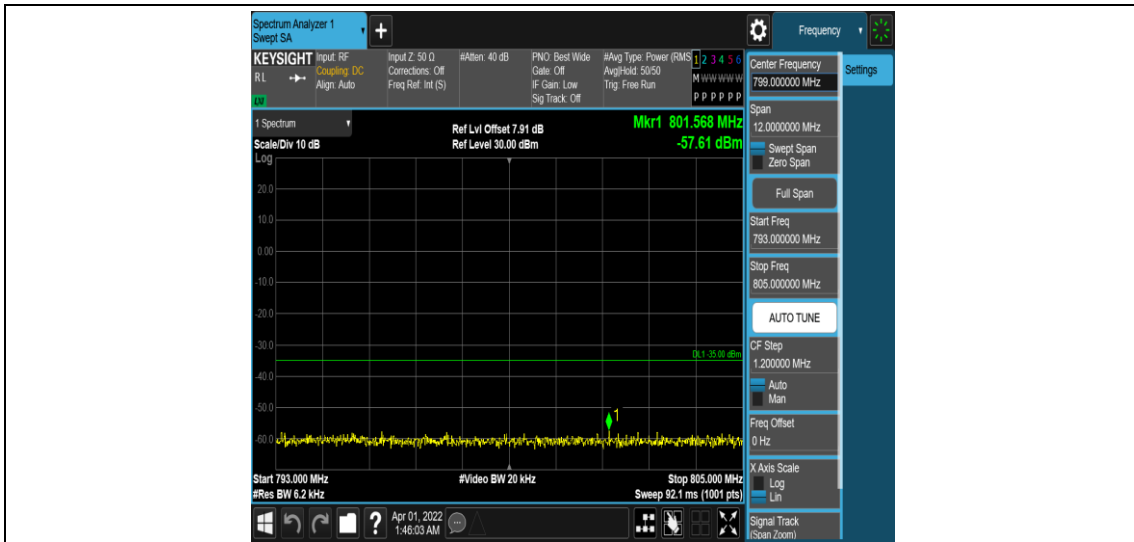 Spectrum Analyzer 1
Swept SA
+
Frequency
KEYSIGHT
RL
LXI
Input: RF
Coupling: DC
Align: Auto
Input Z: 50 Ω
Corrections: Off
Freq Ref: Int (S)
#Atten: 40 dB
PNO: Best Wide
Gate: Off
IF Gain: Low
Sig Track: Off
#Avg Type: Power (RMS
Avg|Hold: 50/50
Trig: Free Run
1 2 3 4 5 6
M W W W W W
P P P P P P
1 Spectrum
Scale/Div 10 dB
Log
Ref Lvl Offset 7.91 dB
Ref Level 30.00 dBm
Mkr1 801.568 MHz
-57.61 dBm
20.0
10.0
0.00
-10.0
-20.0
-30.0
DL1 -35.00 dBm
-40.0
-50.0
1
-60.0
Start 793.000 MHz
#Res BW 6.2 kHz
#Video BW 20 kHz
Stop 805.000 MHz
Sweep 92.1 ms (1001 pts)
Center Frequency
799.000000 MHz
Settings
Span
12.0000000 MHz
Swept Span
Zero Span
Full Span
Start Freq
793.000000 MHz
Stop Freq
805.000000 MHz
AUTO TUNE
CF Step
1.200000 MHz
Auto
Man
Freq Offset
0 Hz
X Axis Scale
Log
Lin
Signal Track
(Span Zoom)
?
Apr 01, 2022
1:46:03 AM